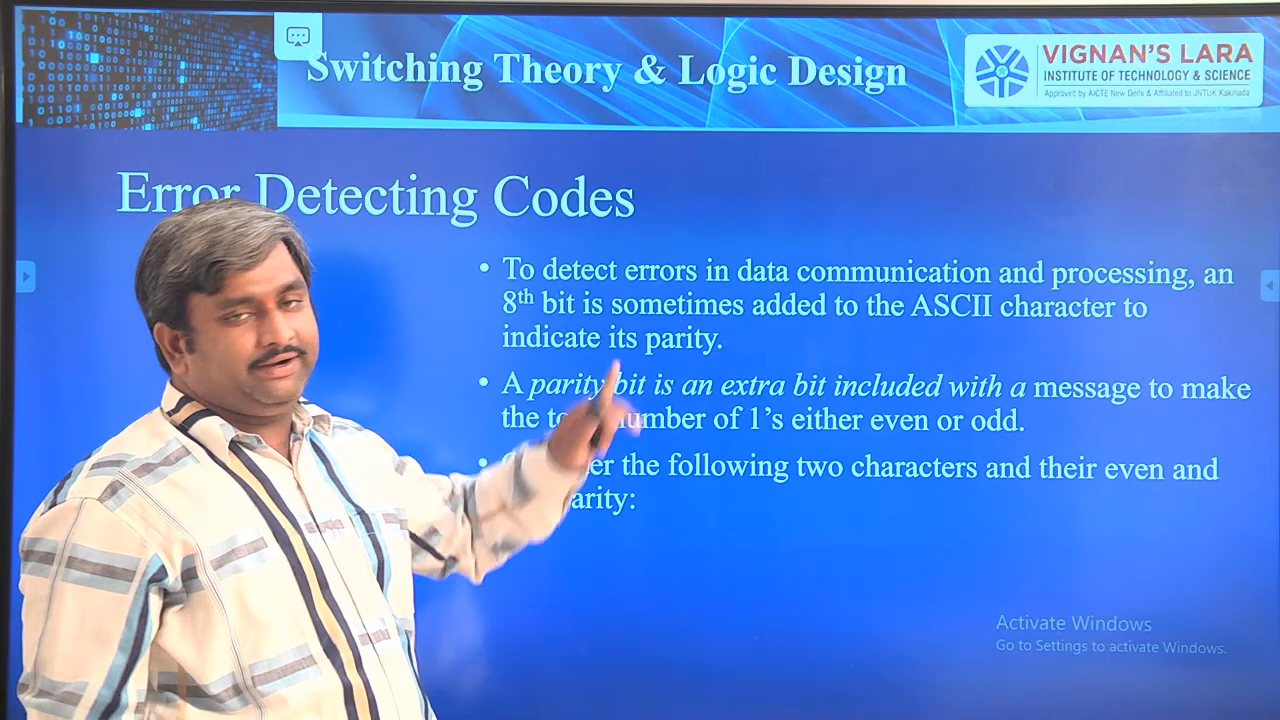 Switching Theory & Logic Design
VIGNAN'S LARA
INSTITUTE OF TECHNOLOGY & SCIENCE
Approved by AICTE New Delhi & Affiliated to JNTUK Kakinada
Error Detecting Codes
• To detect errors in data communication and processing, an
8th bit is sometimes added to the ASCII character to
indicate its parity.
• A parity bit is an extra bit included with a message to make
the number of 1's either even or odd.
• the following two characters and their even and
Activate Windows
Go to Settings to activate Windows.